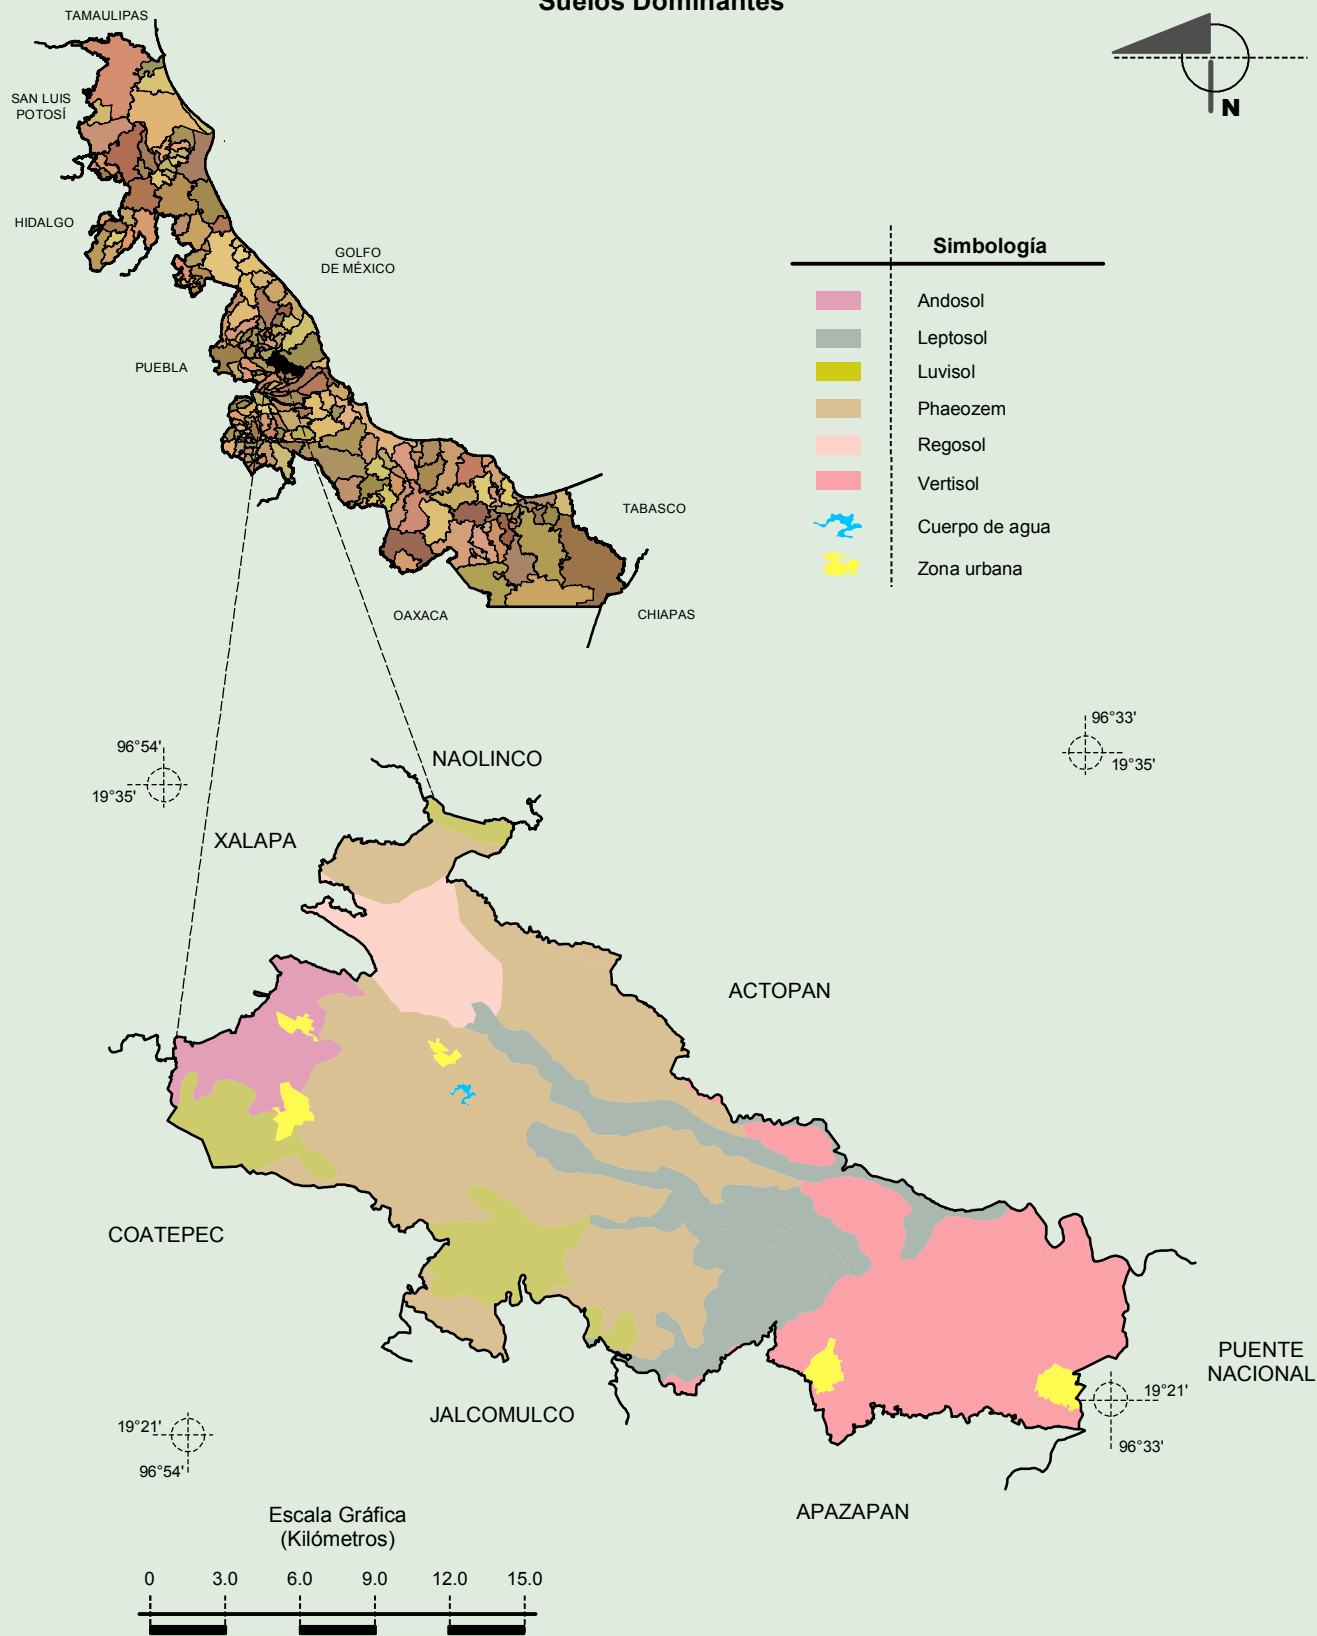 Suelos Dominantes
TAMAULIPAS
SAN LUIS
POTOSÍ
HIDALGO
GOLFO
DE MÉXICO
PUEBLA
TABASCO
OAXACA
CHIAPAS
N
Simbología
Andosol
Leptosol
Luvisol
Phaeozem
Regosol
Vertisol
Cuerpo de agua
Zona urbana
96°54'
19°35'
96°33'
19°35'
NAOLINCO
XALAPA
ACTOPAN
COATEPEC
PUENTE
NACIONAL
JALCOMULCO
19°21'
96°54'
19°21'
96°33'
APAZAPAN
Escala Gráfica
(Kilómetros)
0 3.0 6.0 9.0 12.0 15.0